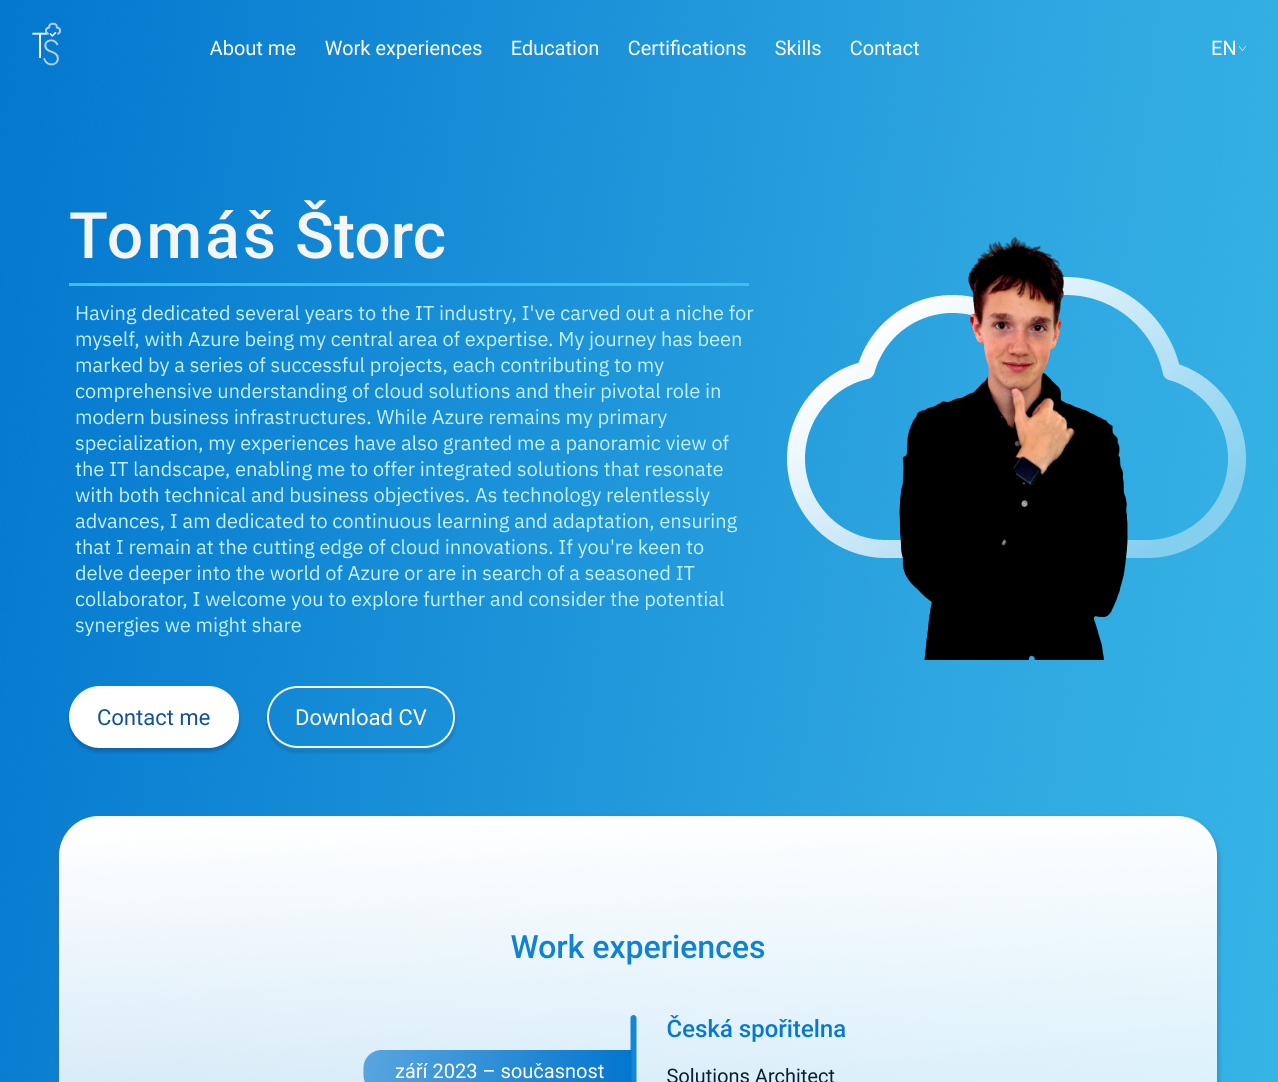 TS
About me Work experiences Education Certifications Skills Contact EN
Tomáš Štorc
Having dedicated several years to the IT industry, I've carved out a niche for
myself, with Azure being my central area of expertise. My journey has been
marked by a series of successful projects, each contributing to my
comprehensive understanding of cloud solutions and their pivotal role in
modern business infrastructures. While Azure remains my primary
specialization, my experiences have also granted me a panoramic view of
the IT landscape, enabling me to offer integrated solutions that resonate
with both technical and business objectives. As technology relentlessly
advances, I am dedicated to continuous learning and adaptation, ensuring
that I remain at the cutting edge of cloud innovations. If you're keen to
delve deeper into the world of Azure or are in search of a seasoned IT
collaborator, I welcome you to explore further and consider the potential
synergies we might share
Contact me Download CV
Work experiences
Česká spořitelna
září 2023 – současnost
Solutions Architect